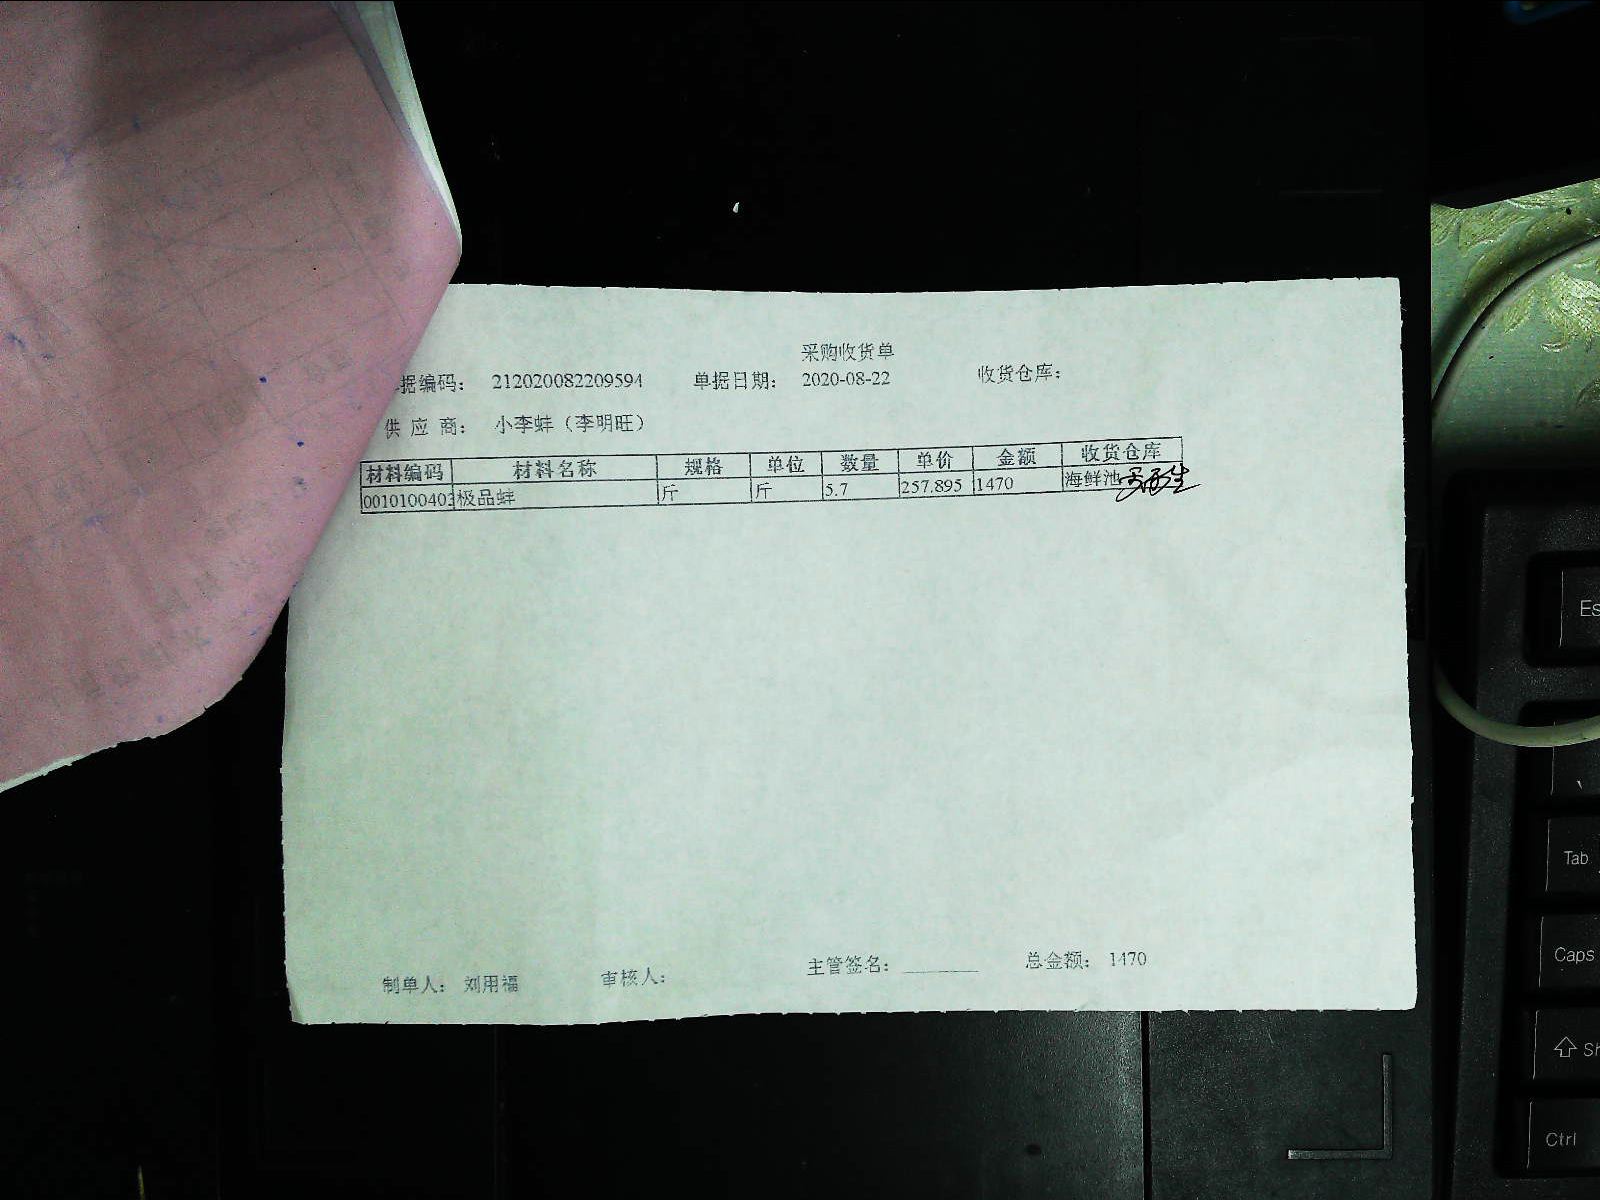 采购收货单
据编码： 212020082209594 单据日期： 2020-08-22 收货仓库：
供 应 商： 小李蚌（李明旺）
材料编码 材料名称 规格 单位 数量 单价 金额 收货仓库
0010100403 极品蚌 斤 斤 5.7 257.895 1470 海鲜池
制单人： 刘用福 审核人： 主管签名： 总金额： 1470
Es
Tab
Caps
Sh
Ctrl